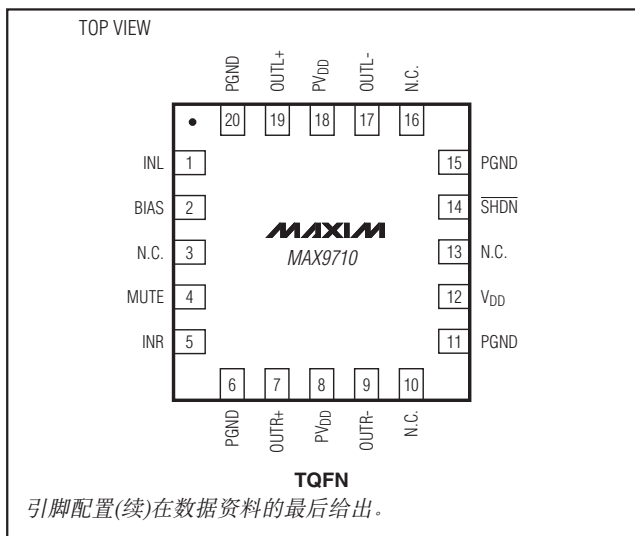 TOP VIEW
PGND
OUTL+
PVDD
OUTL-
N.C.
20 19 18 17 16
INL 1
BIAS 2
N.C. 3
MUTE 4
INR 5
15 PGND
14 SHDN
13 N.C.
12 VDD
11 PGND
MAXIM
MAX9710
6 7 8 9 10
PGND
OUTR+
PVDD
OUTR-
N.C.
TQFN
引脚配置(续)在数据资料的最后给出。